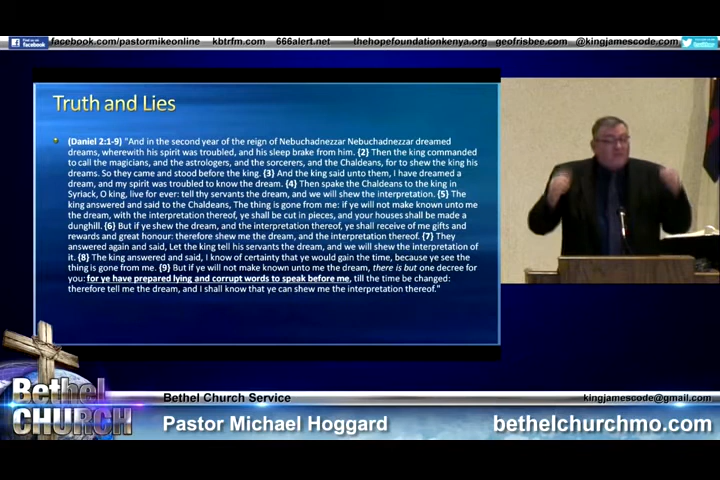 Find us on facebook facebook.com/pastormikeonline kbtrfm.com 666alert.net thehopefoundationkenya.org geofrisbee.com @kingjamescode.com
Truth and Lies
(Daniel 2:1-9) "And in the second year of the reign of Nebuchadnezzar Nebuchadnezzar dreamed
dreams, wherewith his spirit was troubled, and his sleep brake from him. {2} Then the king commanded
to call the magicians, and the astrologers, and the sorcerers, and the Chaldeans, for to shew the king his
dreams. So they came and stood before the king. {3} And the king said unto them, I have dreamed a
dream, and my spirit was troubled to know the dream. {4} Then spake the Chaldeans to the king in
Syriack, O king, live for ever: tell thy servants the dream, and we will shew the interpretation. {5} The
king answered and said to the Chaldeans, The thing is gone from me: if ye will not make known unto me
the dream, with the interpretation thereof, ye shall be cut in pieces, and your houses shall be made a
dunghill. {6} But if ye shew the dream, and the interpretation thereof, ye shall receive of me gifts and
rewards and great honour: therefore shew me the dream, and the interpretation thereof. {7} They
answered again and said, Let the king tell his servants the dream, and we will shew the interpretation of
it. {8} The king answered and said, I know of certainty that ye would gain the time, because ye see the
thing is gone from me. {9} But if ye will not make known unto me the dream, there is but one decree for
you: for ye have prepared lying and corrupt words to speak before me, till the time be changed:
therefore tell me the dream, and I shall know that ye can shew me the interpretation thereof."
Bethel
CHURCH
Bethel Church Service kingjamescode@gmail.com
Pastor Michael Hoggard bethelchurchmo.com